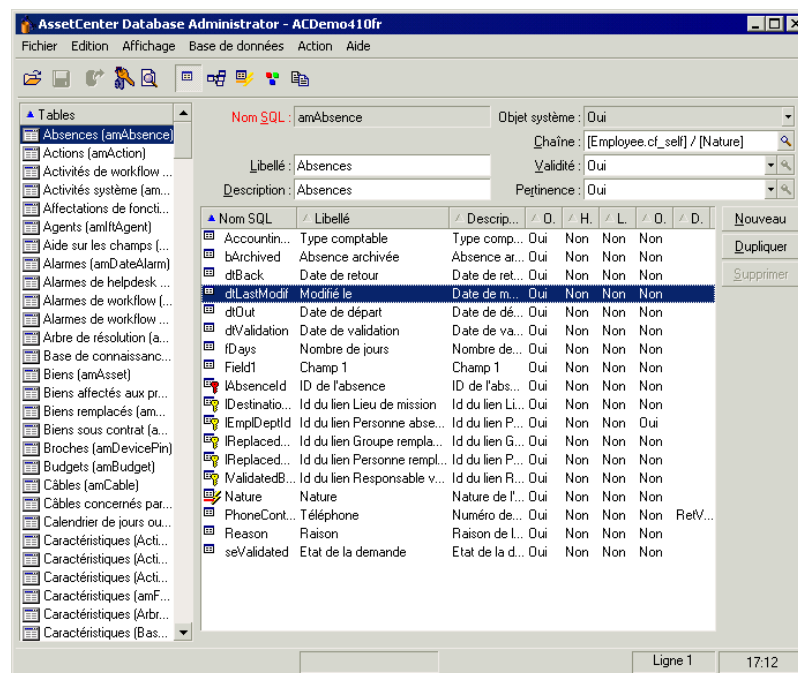 AssetCenter Database Administrator - ACDemo410fr
Fichier Edition Affichage Base de données Action Aide
Tables
Absences (amAbsence)
Actions (amAction)
Activités de workflow ...
Activités système (am...
Affectations de foncti...
Agents (amIftAgent)
Aide sur les champs (...
Alarmes (amDateAlarm)
Alarmes de helpdesk ...
Alarmes de workflow (...
Alarmes de workflow ...
Arbre de résolution (a...
Base de connaissanc...
Biens (amAsset)
Biens affectés aux pr...
Biens remplacés (am...
Biens sous contrat (a...
Broches (amDevicePin)
Budgets (amBudget)
Câbles (amCable)
Câbles concernés par...
Calendrier de jours ou...
Caractéristiques (Acti...
Caractéristiques (Acti...
Caractéristiques (Acti...
Caractéristiques (amF...
Caractéristiques (Arbr...
Caractéristiques (Bas...
Nom SQL : amAbsence Objet système : Oui
Chaîne : [Employee.cf_self] / [Nature]
Libellé : Absences Validité : Oui
Description : Absences Pertinence : Oui
Nom SQL Libellé Descrip... O. H. L. O. D.
Accountin... Type comptable Type comp... Oui Non Non Non
bArchived Absence archivée Absence ar... Oui Non Non Non
dtBack Date de retour Date de ret... Oui Non Non Non
dtLastModif Modifié le Date de m... Oui Non Non Non
dtOut Date de départ Date de dé... Oui Non Non Non
dtValidation Date de validation Date de va... Oui Non Non Non
fDays Nombre de jours Nombre de... Oui Non Non Non
Field1 Champ 1 Champ 1 Oui Non Non Non
lAbsenceId ID de l'absence ID de l'abs... Oui Non Non Non
lDestinatio... Id du lien Lieu de mission Id du lien Li... Oui Non Non Non
lEmplDeptId Id du lien Personne abse... Id du lien P... Oui Non Non Oui
lReplaced... Id du lien Groupe rempla... Id du lien G... Oui Non Non Non
lReplaced... Id du lien Personne rempl... Id du lien P... Oui Non Non Non
lValidatedB... Id du lien Responsable v... Id du lien R... Oui Non Non Non
Nature Nature Nature de l'... Oui Non Non Non
PhoneCont... Téléphone Numéro de... Oui Non Non Non RetV...
Reason Raison Raison de l... Oui Non Non Non
seValidated Etat de la demande Etat de la d... Oui Non Non Non
Nouveau
Dupliquer
Supprimer
Ligne 1 17:12